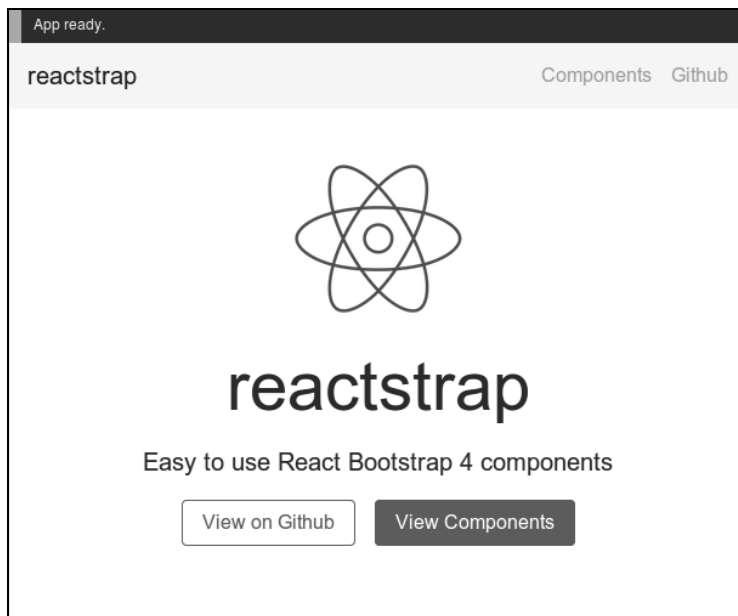 App ready.
reactstrap Components Github
reactstrap
Easy to use React Bootstrap 4 components
View on Github View Components